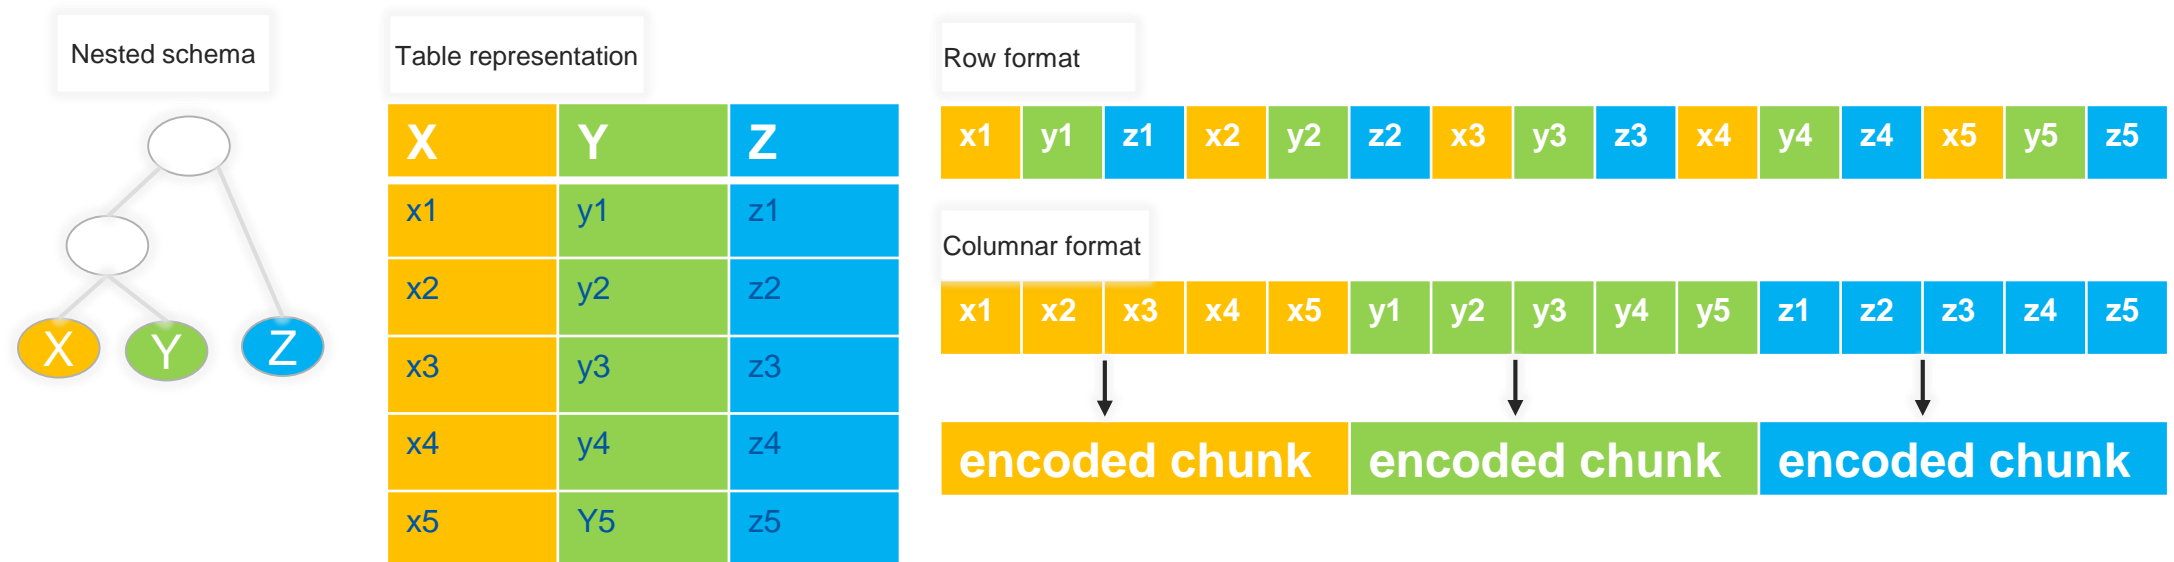 Nested schema
X Y Z
Table representation
X Y Z
x1 y1 z1
x2 y2 z2
x3 y3 z3
x4 y4 z4
x5 Y5 z5
Row format
x1 y1 z1 x2 y2 z2 x3 y3 z3 x4 y4 z4 x5 y5 z5
Columnar format
x1 x2 x3 x4 x5 y1 y2 y3 y4 y5 z1 z2 z3 z4 z5
encoded chunk encoded chunk encoded chunk